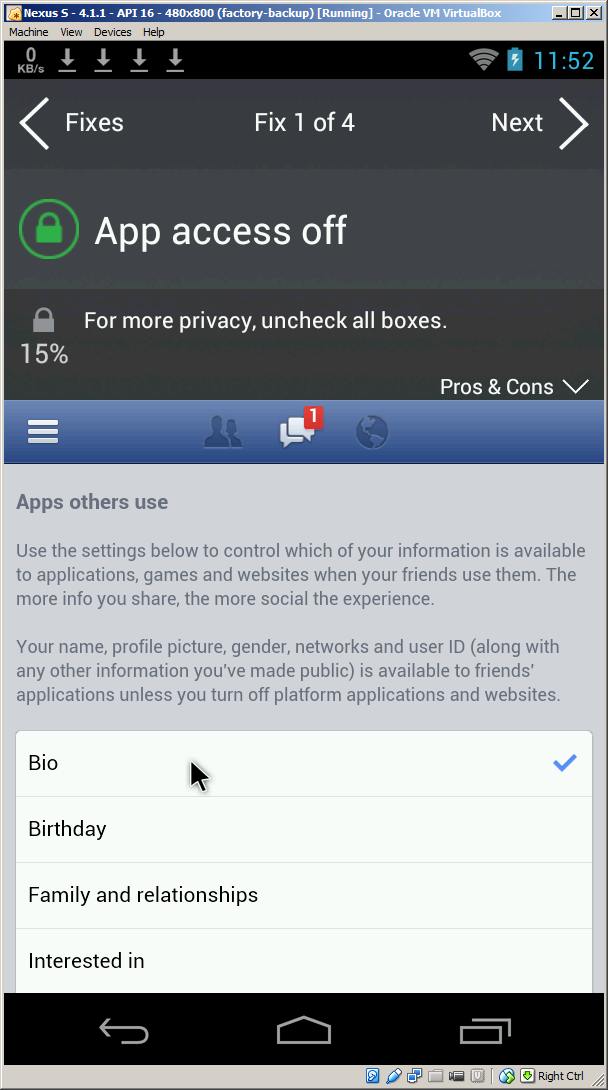 Nexus S - 4.1.1 - API 16 - 480x800 (factory-backup) [Running] - Oracle VM VirtualBox
Machine View Devices Help
0 KB/s 11:52
Fixes Fix 1 of 4 Next
App access off
For more privacy, uncheck all boxes.
15%
Pros & Cons
1
Apps others use
Use the settings below to control which of your information is available
to applications, games and websites when your friends use them. The
more info you share, the more social the experience.
Your name, profile picture, gender, networks and user ID (along with
any other information you've made public) is available to friends'
applications unless you turn off platform applications and websites.
Bio
Birthday
Family and relationships
Interested in
Right Ctrl